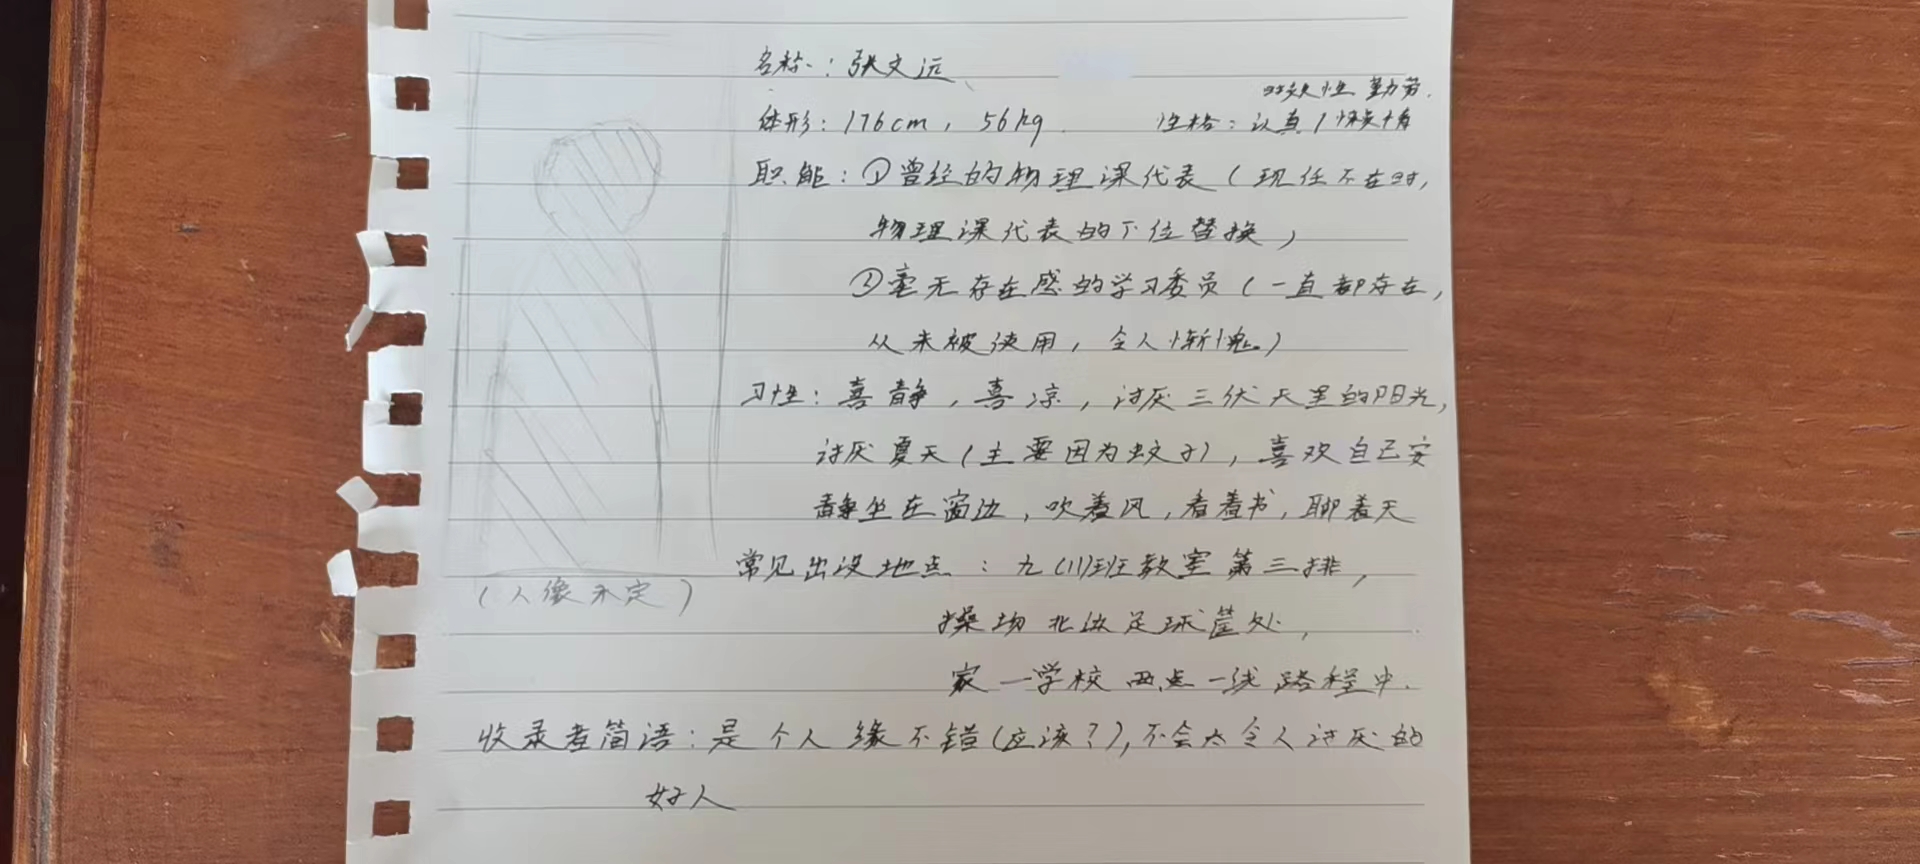 名称：张文远
时效性 勤劳.
体形：176cm，56kg. 性格：认真/懒惰
职能：①曾经的物理课代表（现任不在时，
物理课代表的下位替换，
②毫无存在感的学习委员（一直都存在，
从未被使用，令人惭愧。）
习性：喜静，喜凉，讨厌三伏天里的阳光，
讨厌夏天（主要因为蚊子），喜欢自己安
静坐在窗边，吹着风，看着书，聊着天
常见出没地点：九(11)班教室第三排，
（人像未定）
操场北边足球筐处，
家一学校两点一线路程中.
收录者简语：是个人缘不错（应该？），不会太令人讨厌的
好人